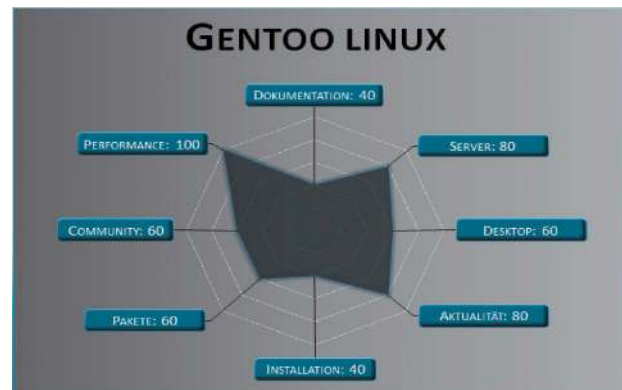 GENTOO LINUX
DOKUMENTATION: 40
PERFORMANCE: 100
SERVER: 80
COMMUNITY: 60
DESKTOP: 60
PAKETE: 60
AKTUALITÄT: 80
INSTALLATION: 40